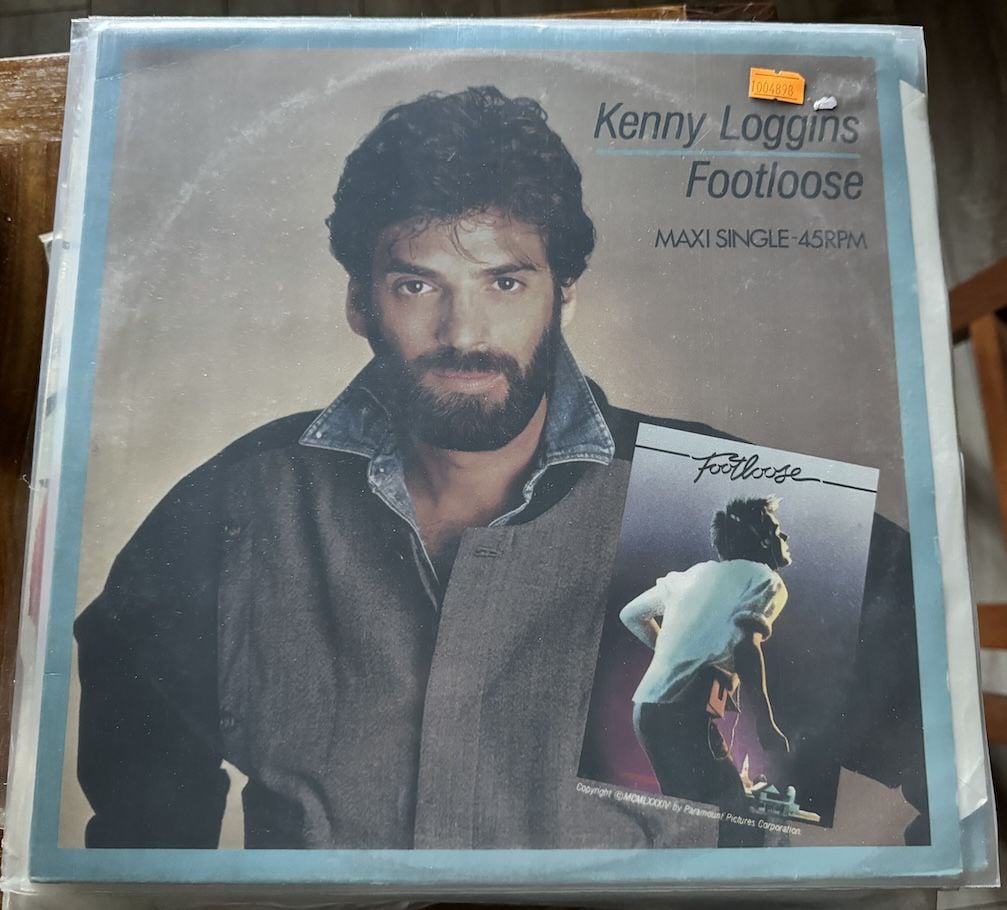 1004898
Kenny Loggins
Footloose
MAXI SINGLE-45RPM
Footloose
Copyright ©MCMLXXXIV by Paramount Pictures Corporation.